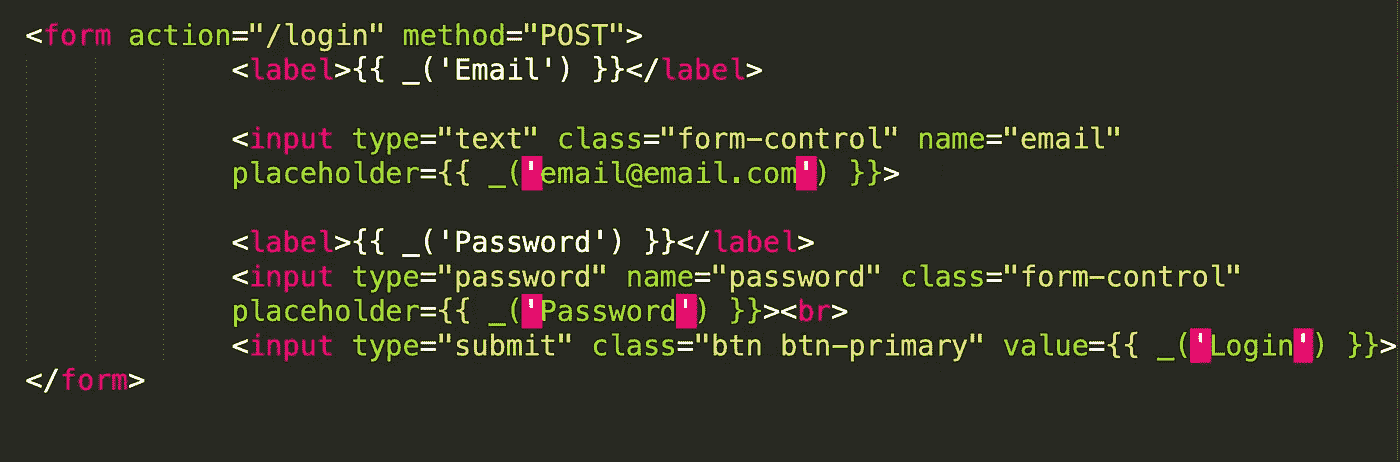 <form action="/login" method="POST">
<label>{{ _('Email') }}</label>
<input type="text" class="form-control" name="email"
placeholder={{ _('email@email.com') }}>
<label>{{ _('Password') }}</label>
<input type="password" name="password" class="form-control"
placeholder={{ _('Password') }}><br>
<input type="submit" class="btn btn-primary" value={{ _('Login') }}>
</form>